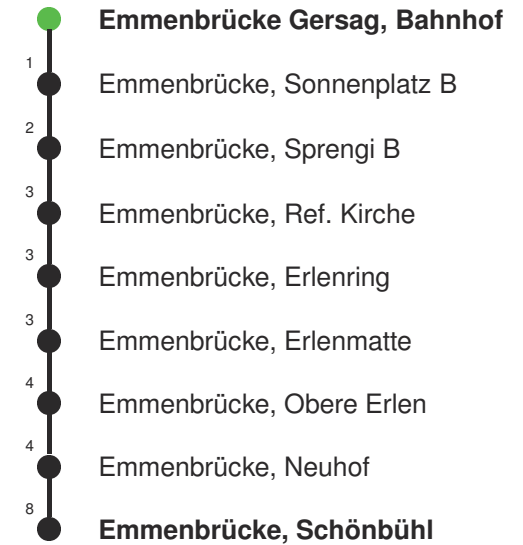 Emmenbrücke Gersag, Bahnhof
1
Emmenbrücke, Sonnenplatz B
2
Emmenbrücke, Sprengi B
3
Emmenbrücke, Ref. Kirche
3
Emmenbrücke, Erlenring
3
Emmenbrücke, Erlenmatte
4
Emmenbrücke, Obere Erlen
4
Emmenbrücke, Neuhof
8
Emmenbrücke, Schönbühl